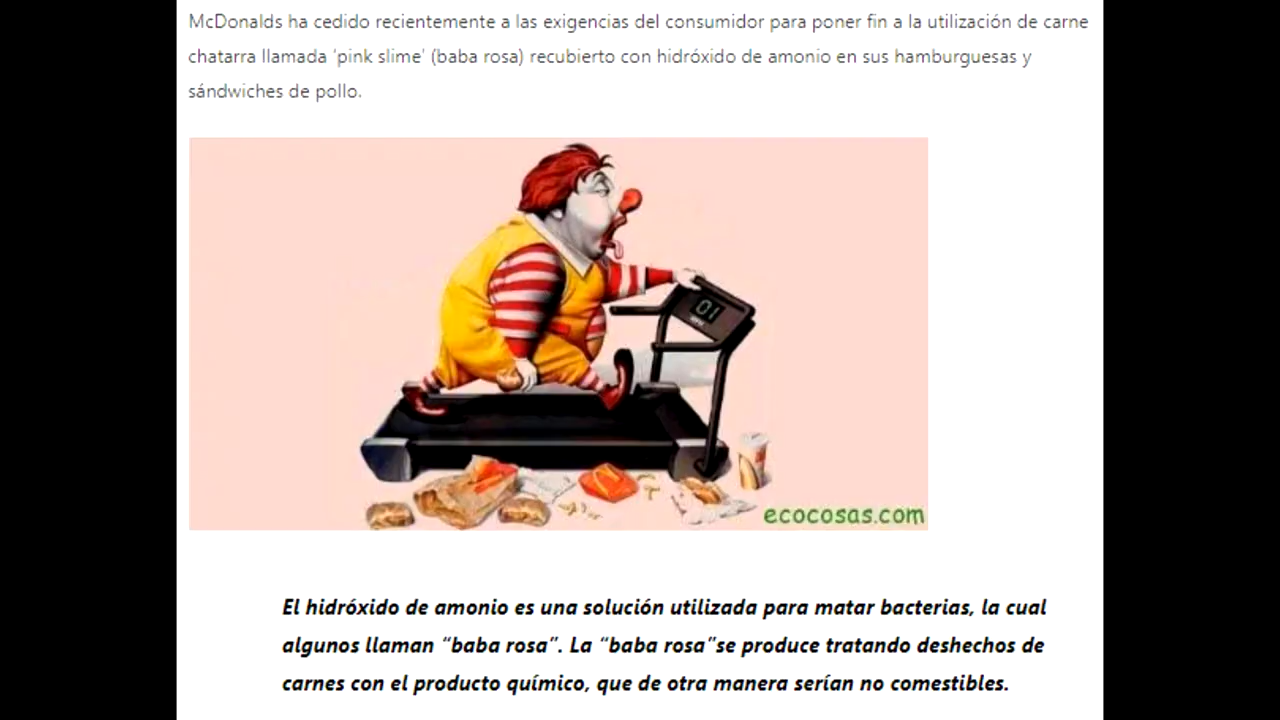 McDonalds ha cedido recientemente a las exigencias del consumidor para poner fin a la utilización de carne
chatarra llamada 'pink slime' (baba rosa) recubierto con hidróxido de amonio en sus hamburguesas y
sándwiches de pollo.
01
ecocosas.com
El hidróxido de amonio es una solución utilizada para matar bacterias, la cual
algunos llaman “baba rosa”. La “baba rosa”se produce tratando deshechos de
carnes con el producto químico, que de otra manera serían no comestibles.